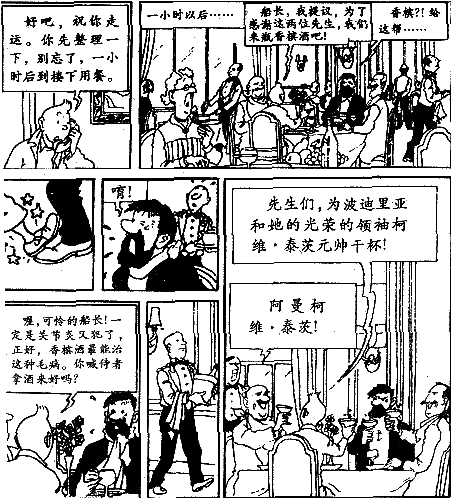 好吧，祝你走
运。你先整理一
下，别忘了，一小
时后到楼下用餐。
一小时以后……
船长，我提议，为了
感谢这两位先生，我们
来瓶香槟酒吧！
香槟？！给
这帮……
唷！
先生们，为波迪里亚
和她的光荣的领袖柯
维·泰茨元帅干杯！
阿曼柯
维·泰茨！
喔，可怜的船长！一
定是关节炎又犯了，
正好，香槟酒最能治
这种毛病。你喊侍者
拿酒来好吗？